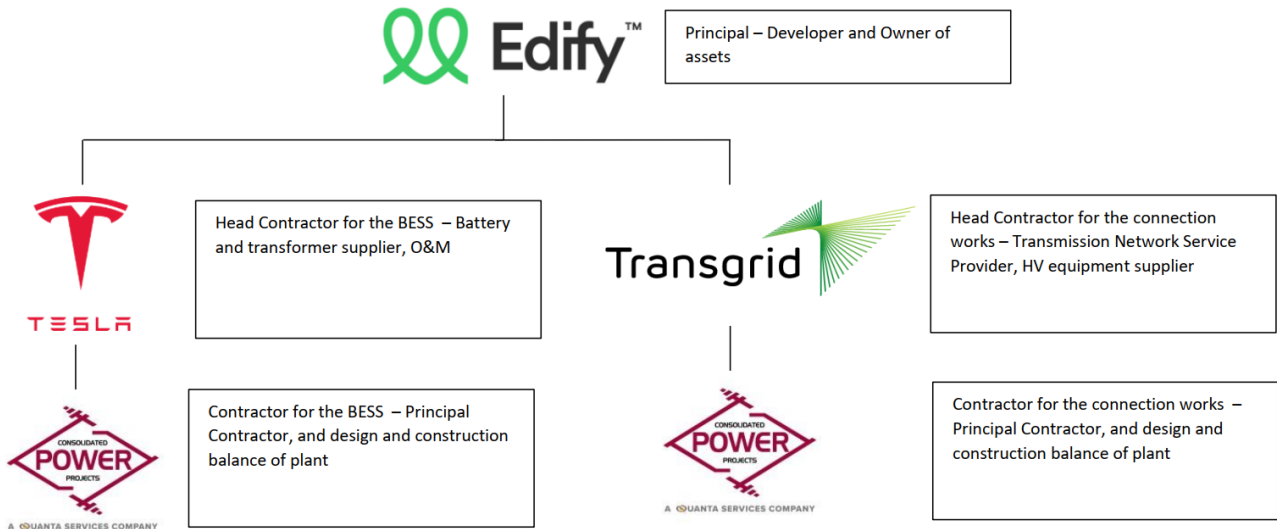 Edify™
Principal – Developer and Owner of
assets
TESLA
Head Contractor for the BESS – Battery
and transformer supplier, O&M
Transgrid
Head Contractor for the connection
works – Transmission Network Service
Provider, HV equipment supplier
CONSOLIDATED
POWER
PROJECTS
A QUANTA SERVICES COMPANY
Contractor for the BESS – Principal
Contractor, and design and construction
balance of plant
CONSOLIDATED
POWER
PROJECTS
A QUANTA SERVICES COMPANY
Contractor for the connection works –
Principal Contractor, and design and
construction balance of plant